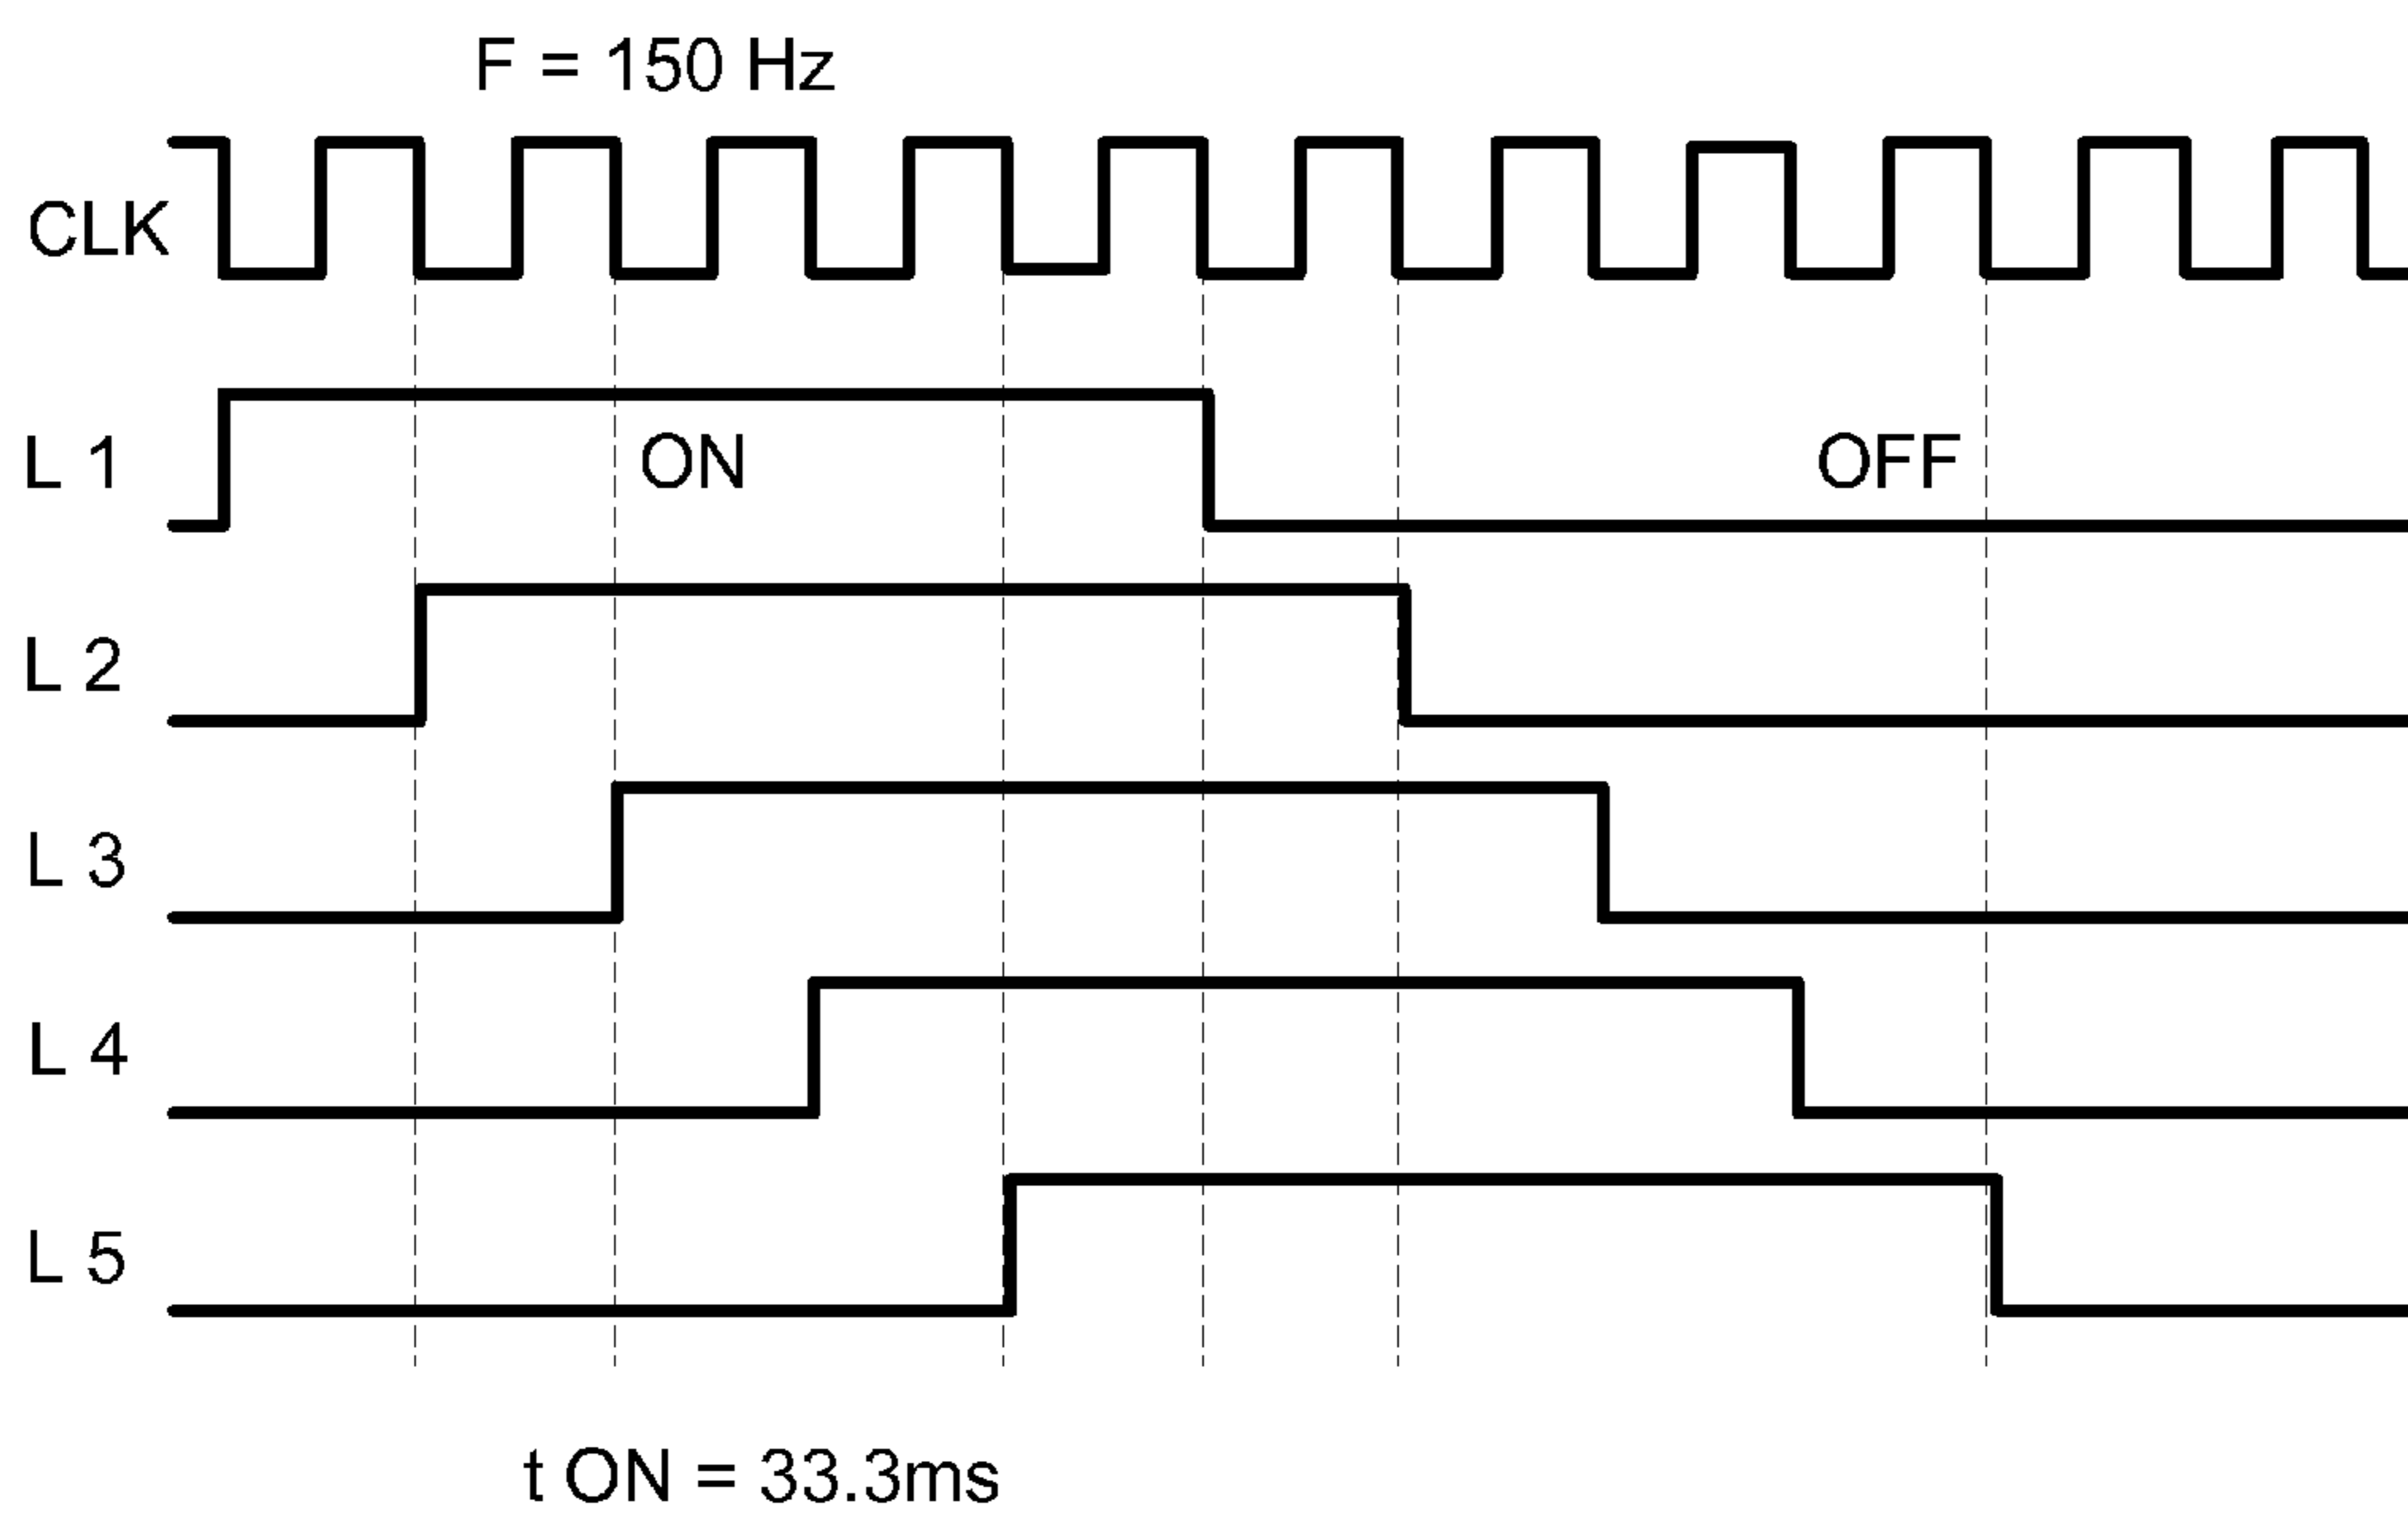 F = 150 Hz
CLK
L 1
ON
OFF
L 2
L 3
L 4
L 5
t ON = 33.3ms